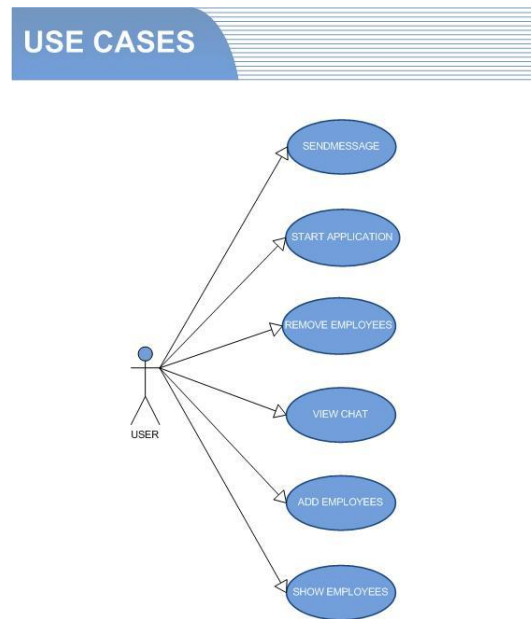 USE CASES
SENDMESSAGE
START APPLICATION
REMOVE EMPLOYEES
VIEW CHAT
USER
ADD EMPLOYEES
SHOW EMPLOYEES